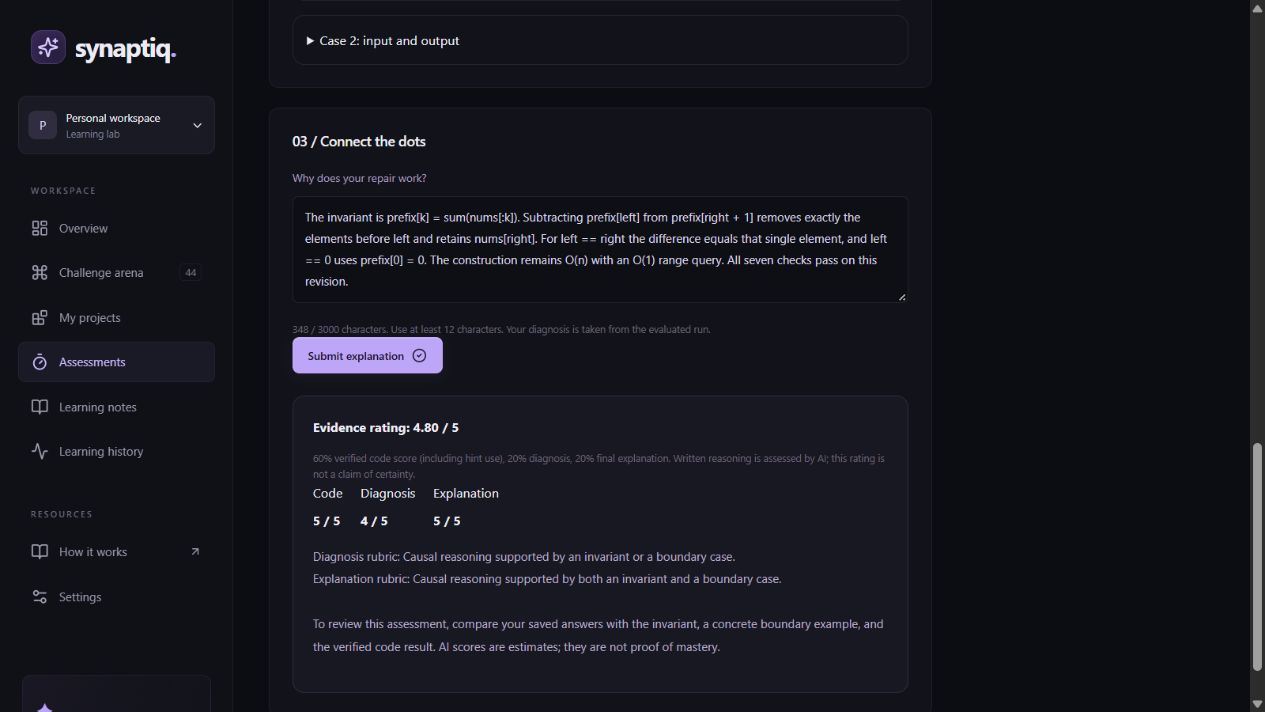 synaptiq.
P
Personal workspace
Learning lab
WORKSPACE
Overview
Challenge arena 44
My projects
Assessments
Learning notes
Learning history
RESOURCES
How it works
Settings
Case 2: input and output
03 / Connect the dots
Why does your repair work?
The invariant is prefix[k] = sum(nums[:k]). Subtracting prefix[left] from prefix[right + 1] removes exactly the
elements before left and retains nums[right]. For left == right the difference equals that single element, and left
== 0 uses prefix[0] = 0. The construction remains O(n) with an O(1) range query. All seven checks pass on this
revision.
348 / 3000 characters. Use at least 12 characters. Your diagnosis is taken from the evaluated run.
Submit explanation
Evidence rating: 4.80 / 5
60% verified code score (including hint use), 20% diagnosis, 20% final explanation. Written reasoning is assessed by AI; this rating is
not a claim of certainty.
Code Diagnosis Explanation
5 / 5 4 / 5 5 / 5
Diagnosis rubric: Causal reasoning supported by an invariant or a boundary case.
Explanation rubric: Causal reasoning supported by both an invariant and a boundary case.
To review this assessment, compare your saved answers with the invariant, a concrete boundary example, and
the verified code result. AI scores are estimates; they are not proof of mastery.